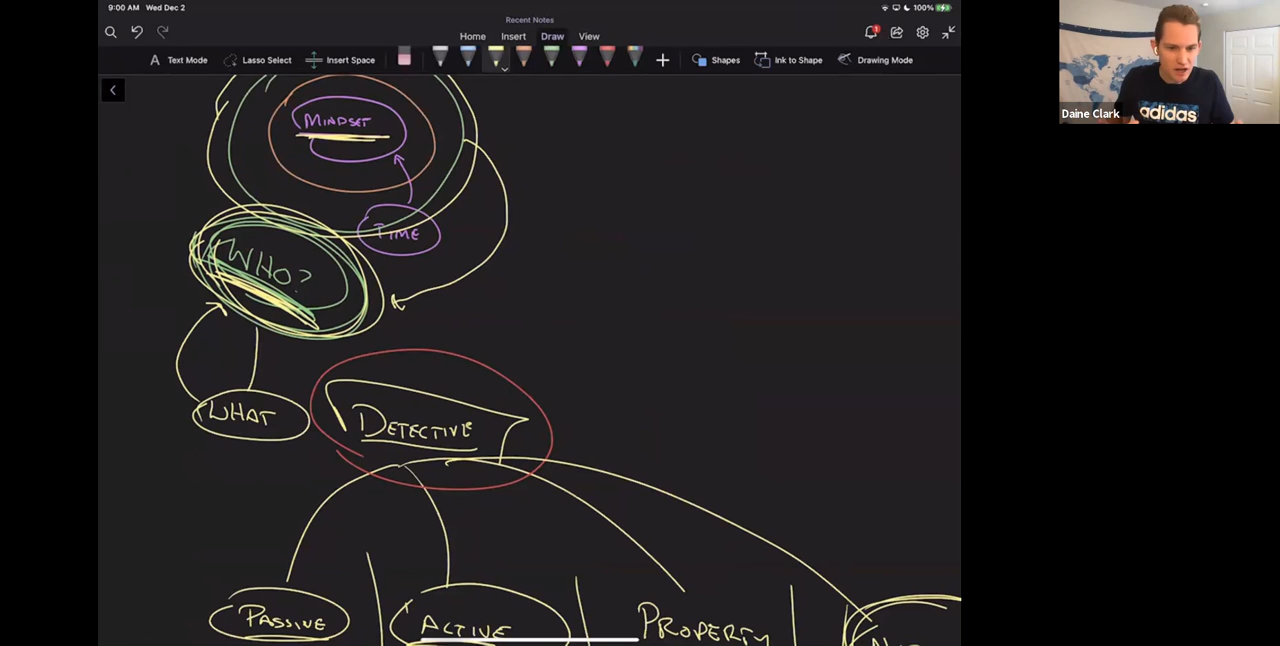 9:00 AM Wed Dec 2
100%
Recent Notes
Home Insert Draw View
Text Mode Lasso Select Insert Space Shapes Ink to Shape Drawing Mode
adidas
Daine Clark
MINDSET
TIME
WHO?
WHAT
DETECTIVE
PASSIVE
ACTIVE
PROPERTY